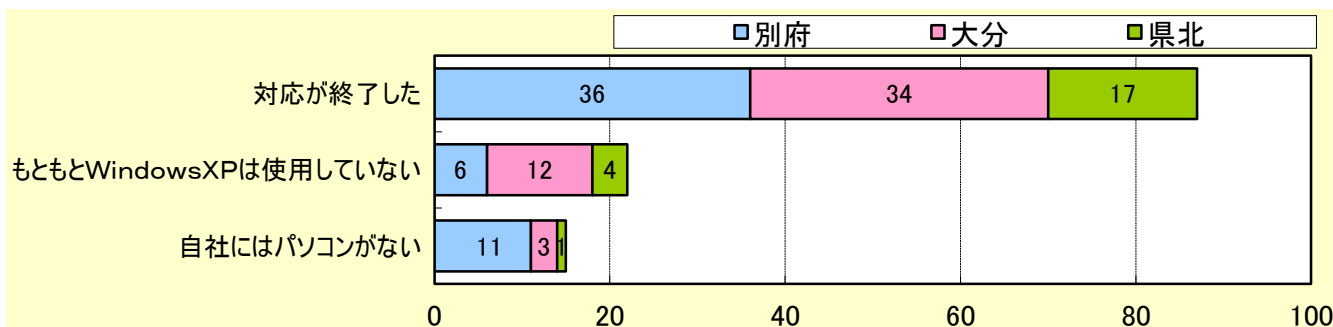 別府 大分 県北
対応が終了した 36 34 17
もともとWindowsXPは使用していない 6 12 4
自社にはパソコンがない 11 3 1
0 20 40 60 80 100